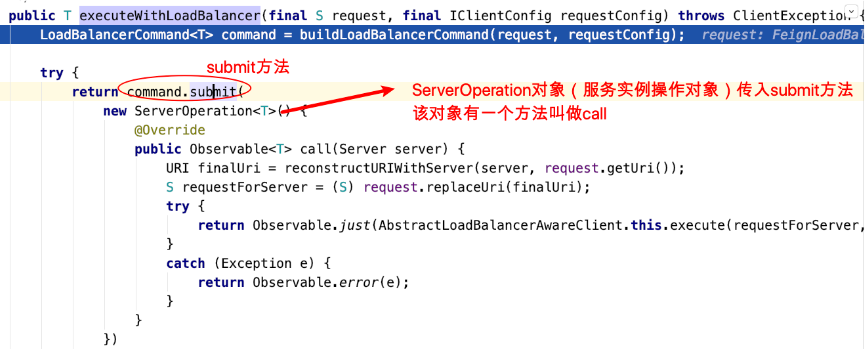 public T executeWithLoadBalancer(final S request, final IClientConfig requestConfig) throws ClientException {
LoadBalancerCommand<T> command = buildLoadBalancerCommand(request, requestConfig); request: FeignLoadBal
try {
submit方法
return command.submit(
ServerOperation对象（服务实例操作对象）传入submit方法
new ServerOperation<T>() {
该对象有一个方法叫做call
@Override
public Observable<T> call(Server server) {
URI finalUri = reconstructURIWithServer(server, request.getUri());
S requestForServer = (S) request.replaceUri(finalUri);
try {
return Observable.just(AbstractLoadBalancerAwareClient.this.execute(requestForServer,
}
catch (Exception e) {
return Observable.error(e);
}
}
})